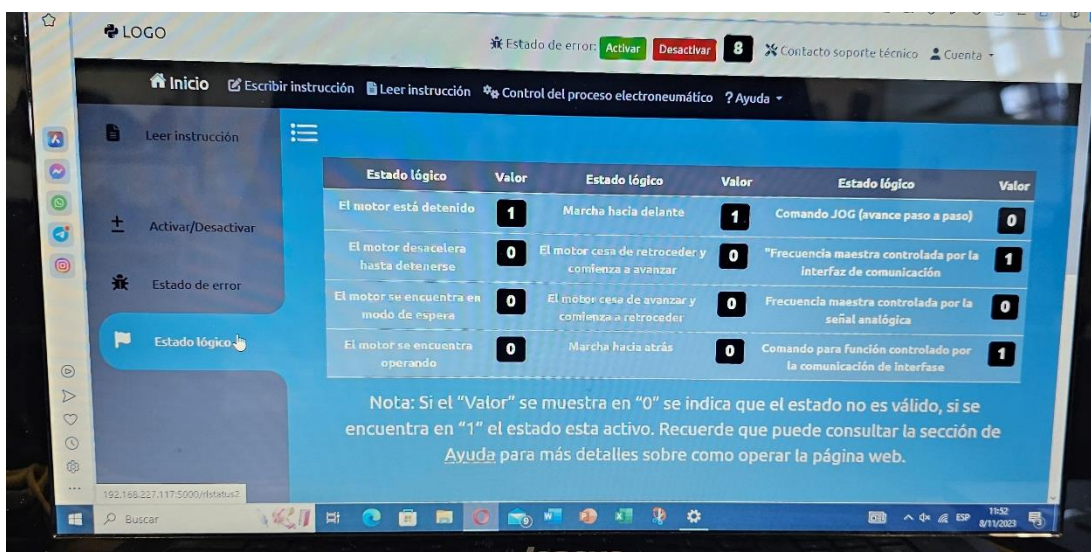 LOGO
Estado de error: Activar Desactivar 8 Contacto soporte técnico Cuenta
Inicio Escribir instrucción Leer instrucción Control del proceso electroneumático ? Ayuda
Leer instrucción
Activar/Desactivar
Estado de error
Estado lógico
Estado lógico Valor Estado lógico Valor Estado lógico Valor
El motor está detenido 1 Marcha hacia delante 1 Comando JOG (avance paso a paso) 0
El motor desacelera
hasta detenerse
0
El motor cesa de retroceder y
comienza a avanzar
0
"Frecuencia maestra controlada por la
interfaz de comunicación
1
El motor se encuentra en
modo de espera
0
El motor cesa de avanzar y
comienza a retroceder
0
Frecuencia maestra controlada por la
señal analógica
0
El motor se encuentra
operando
0
Marcha hacia atrás
0
Comando para función controlado por
la comunicación de interfase
1
Nota: Si el "Valor" se muestra en "0" se indica que el estado no es válido, si se
encuentra en "1" el estado esta activo. Recuerde que puede consultar la sección de
Ayuda para más detalles sobre como operar la página web.
192.168.227.117:5000/rlstatus2
Buscar
ESP
11:52
8/11/2023